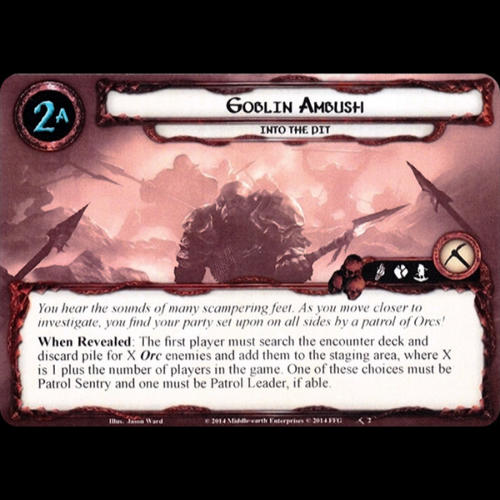 2A
GOBLIN AMBUSH
INTO THE PIT
You hear the sounds of many scampering feet. As you move closer to
investigate, you find your party set upon on all sides by a patrol of Orcs!
When Revealed: The first player must search the encounter deck and
discard pile for X Orc enemies and add them to the staging area, where X
is 1 plus the number of players in the game. One of these choices must be
Patrol Sentry and one must be Patrol Leader, if able.
Illus. Jason Ward © 2014 Middle-earth Enterprises © 2014 FFG 2